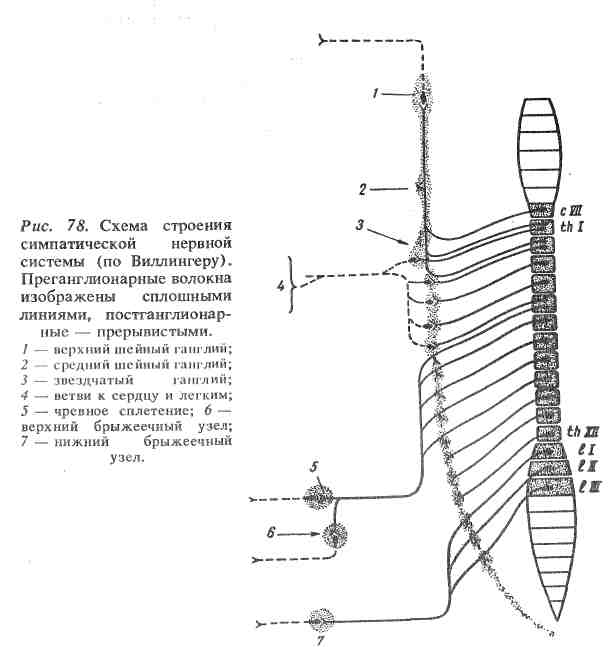 Рис. 78. Схема строения
симпатической нервной
системы (по Виллингеру).
Преганглионарные волокна
изображены сплошными
линиями, постганглионар-
ные — прерывистыми.
1 — верхний шейный ганглий;
2 — средний шейный ганглий;
3 — звездчатый ганглий;
4 — ветви к сердцу и легким;
5 — чревное сплетение; 6 —
верхний брыжеечный узел;
7 — нижний брыжеечный
узел.
1
2
3
4
5
6
7
c VIII
th I
th XII
l I
l II
l III